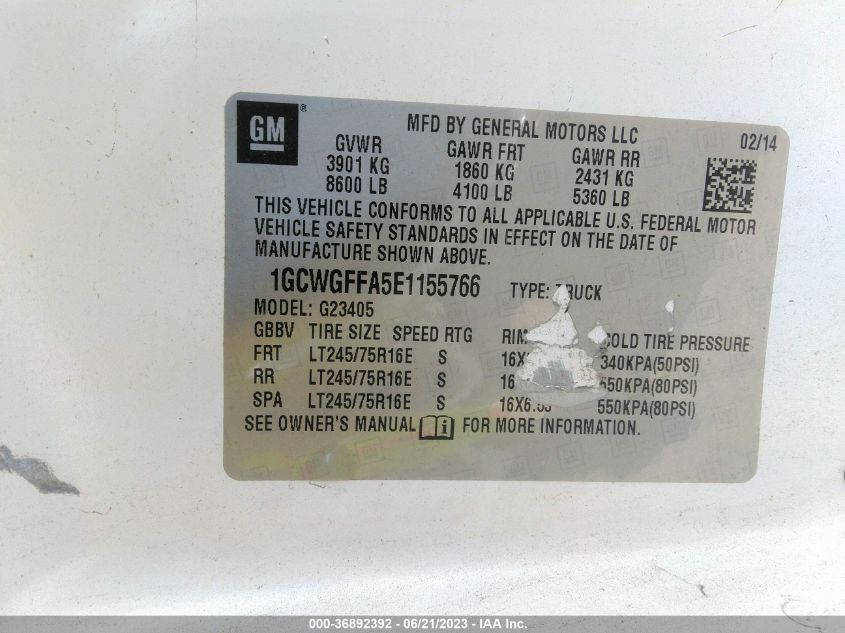 GM ®
MFD BY GENERAL MOTORS LLC 02/14
GVWR GAWR FRT GAWR RR
3901 KG 1860 KG 2431 KG
8600 LB 4100 LB 5360 LB
THIS VEHICLE CONFORMS TO ALL APPLICABLE U.S. FEDERAL MOTOR
VEHICLE SAFETY STANDARDS IN EFFECT ON THE DATE OF
MANUFACTURE SHOWN ABOVE.
1GCWGFFA5E1155766 TYPE: TRUCK
MODEL: G23405
GBBV TIRE SIZE SPEED RTG RIM COLD TIRE PRESSURE
FRT LT245/75R16E S 340KPA(50PSI)
RR LT245/75R16E S 550KPA(80PSI)
SPA LT245/75R16E S 550KPA(80PSI)
SEE OWNER'S MANUAL FOR MORE INFORMATION.
000-36892392 - 06/21/2023 - IAA Inc.